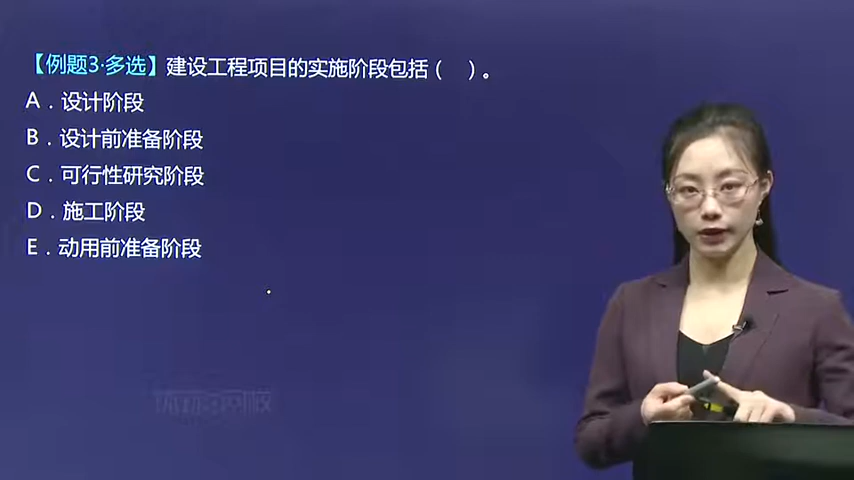 【例题3·多选】建设工程项目的实施阶段包括（ ）。
A．设计阶段
B．设计前准备阶段
C．可行性研究阶段
D．施工阶段
E．动用前准备阶段